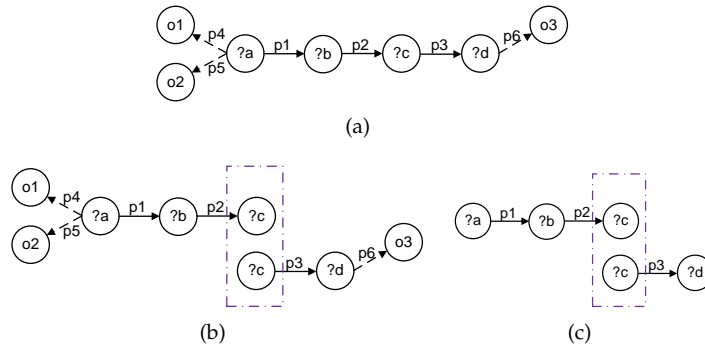 o1 p4 o3
?a p1 ?b p2 ?c p3 ?d p6
o2 p5
(a)
o1 p4
?a p1 ?b p2 ?c
o2 p5
?c p3 ?d p6 o3
(b)
?a p1 ?b p2 ?c
?c p3 ?d
(c)